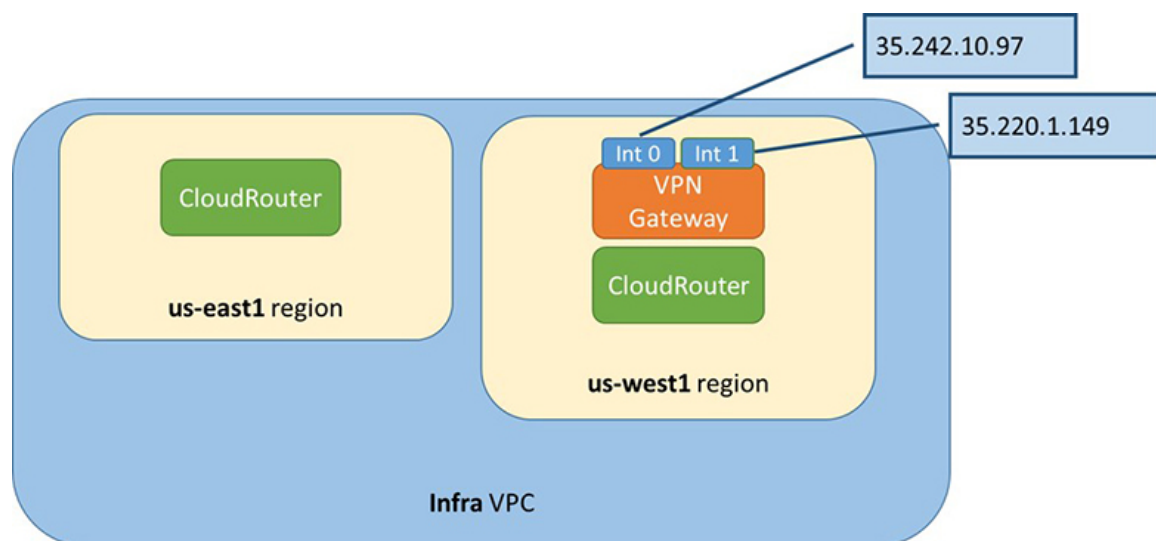 35.242.10.97
35.220.1.149
CloudRouter
us-east1 region
Int 0
Int 1
VPN
Gateway
CloudRouter
us-west1 region
Infra VPC